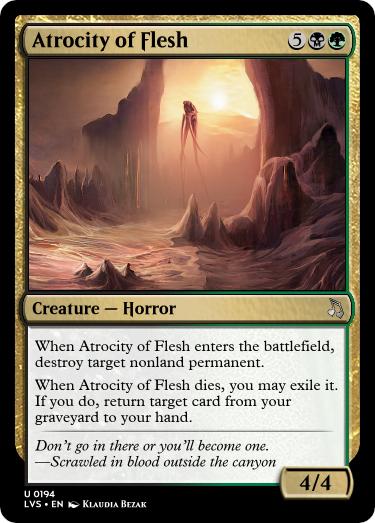 Atrocity of Flesh 5
Creature — Horror
When Atrocity of Flesh enters the battlefield,
destroy target nonland permanent.
When Atrocity of Flesh dies, you may exile it.
If you do, return target card from your
graveyard to your hand.
Don't go in there or you'll become one.
—Scrawled in blood outside the canyon
4/4
U 0194
LVS • EN Klaudia Bezak